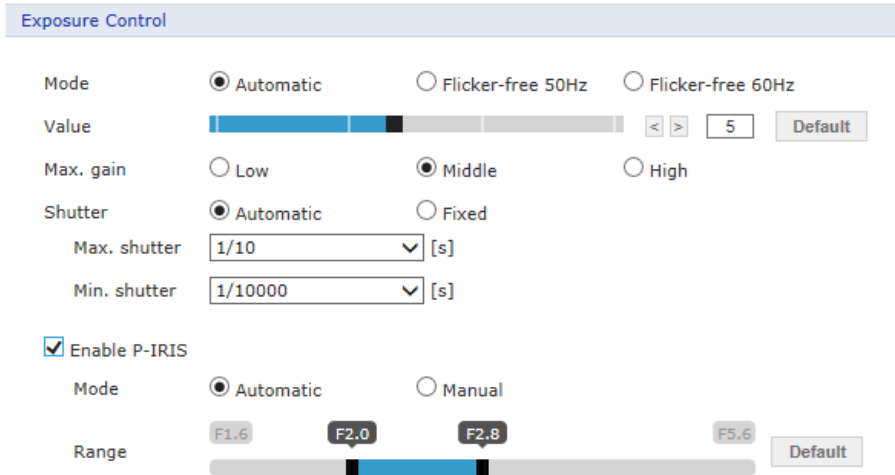 Exposure Control
Mode Automatic Flicker-free 50Hz Flicker-free 60Hz
Value < > 5 Default
Max. gain Low Middle High
Shutter Automatic Fixed
Max. shutter 1/10 [s]
Min. shutter 1/10000 [s]
Enable P-IRIS
Mode Automatic Manual
F1.6 F2.0 F2.8 F5.6
Range Default